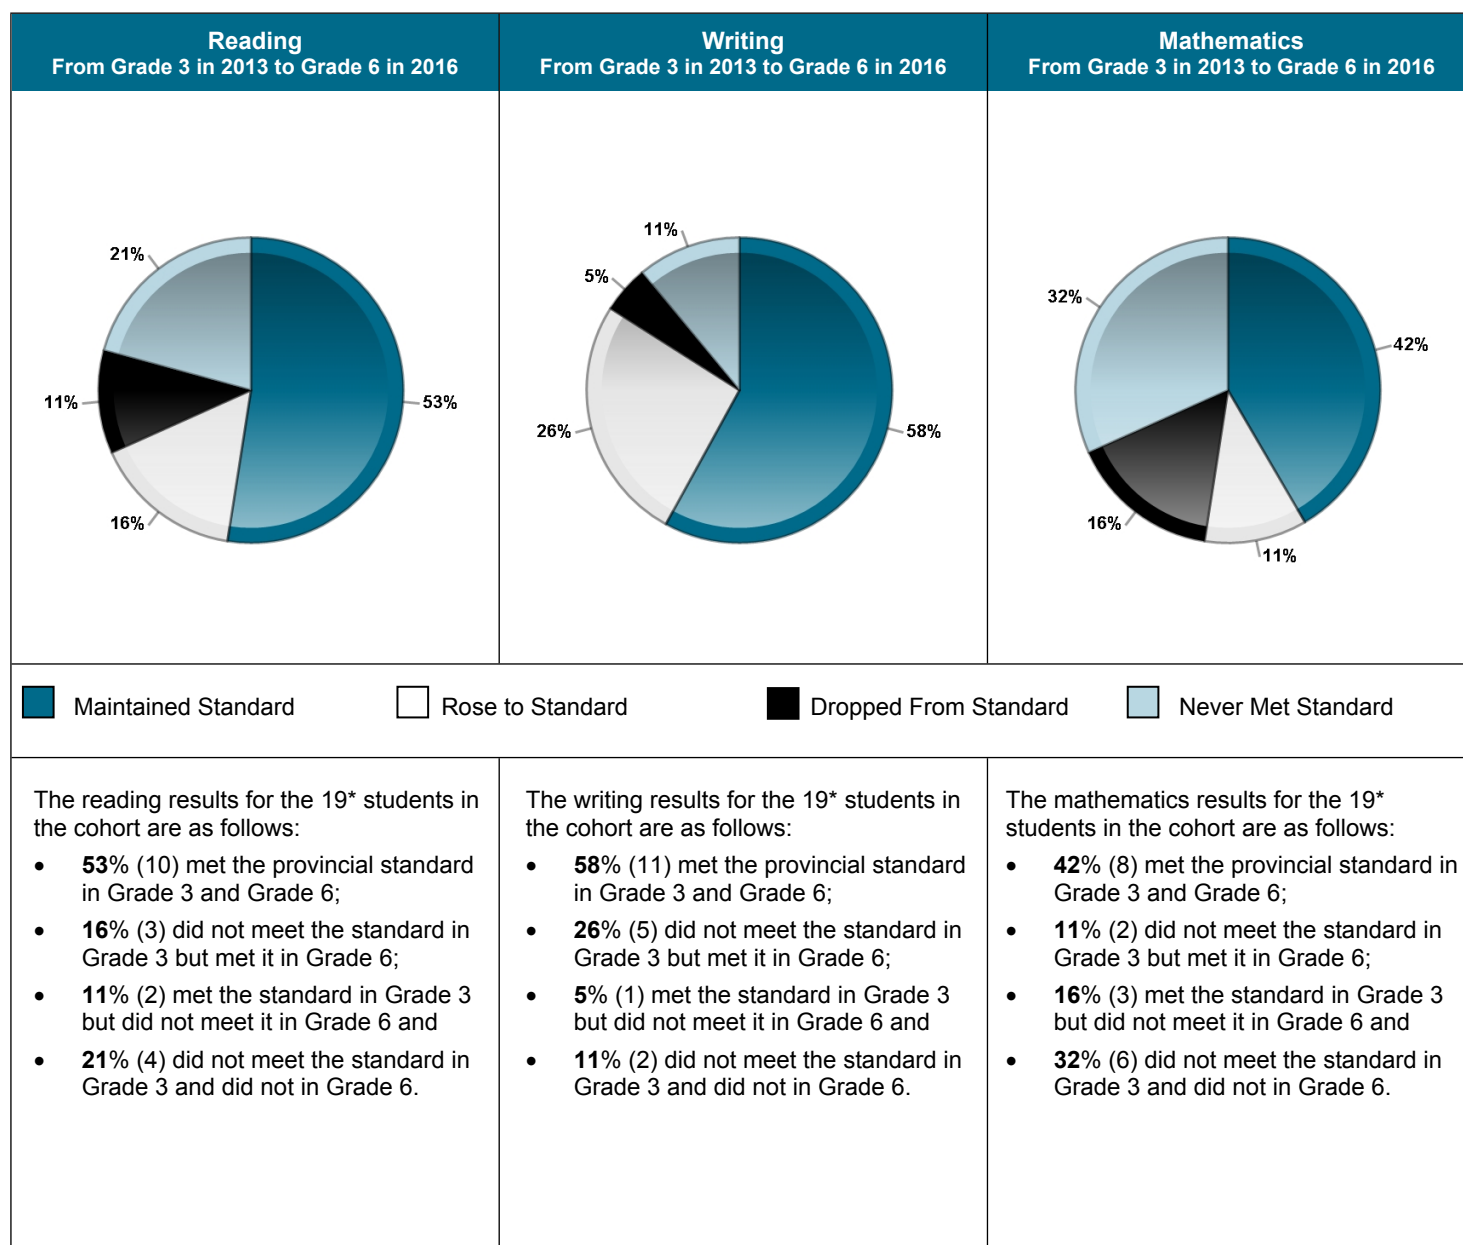 Reading
From Grade 3 in 2013 to Grade 6 in 2016
Writing
From Grade 3 in 2013 to Grade 6 in 2016
Mathematics
From Grade 3 in 2013 to Grade 6 in 2016
21%
11%
16%
53%
11%
5%
26%
58%
32%
16%
11%
42%
Maintained Standard
Rose to Standard
Dropped From Standard
Never Met Standard
The reading results for the 19* students in
the cohort are as follows:
• 53% (10) met the provincial standard
in Grade 3 and Grade 6;
• 16% (3) did not meet the standard in
Grade 3 but met it in Grade 6;
• 11% (2) met the standard in Grade 3
but did not meet it in Grade 6 and
• 21% (4) did not meet the standard in
Grade 3 and did not in Grade 6.
The writing results for the 19* students in
the cohort are as follows:
• 58% (11) met the provincial standard
in Grade 3 and Grade 6;
• 26% (5) did not meet the standard in
Grade 3 but met it in Grade 6;
• 5% (1) met the standard in Grade 3
but did not meet it in Grade 6 and
• 11% (2) did not meet the standard in
Grade 3 and did not in Grade 6.
The mathematics results for the 19*
students in the cohort are as follows:
• 42% (8) met the provincial standard in
Grade 3 and Grade 6;
• 11% (2) did not meet the standard in
Grade 3 but met it in Grade 6;
• 16% (3) met the standard in Grade 3
but did not meet it in Grade 6 and
• 32% (6) did not meet the standard in
Grade 3 and did not in Grade 6.